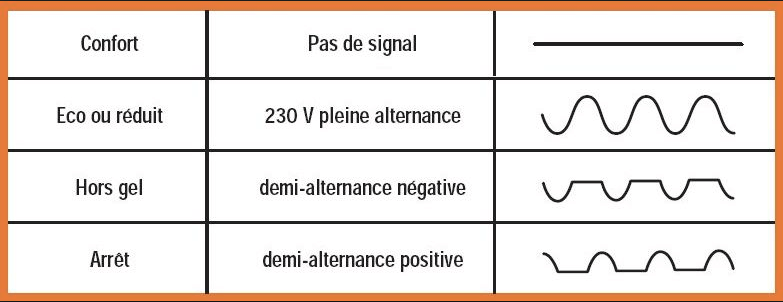 Confort Pas de signal
Eco ou réduit 230 V pleine alternance
Hors gel demi-alternance négative
Arrêt demi-alternance positive